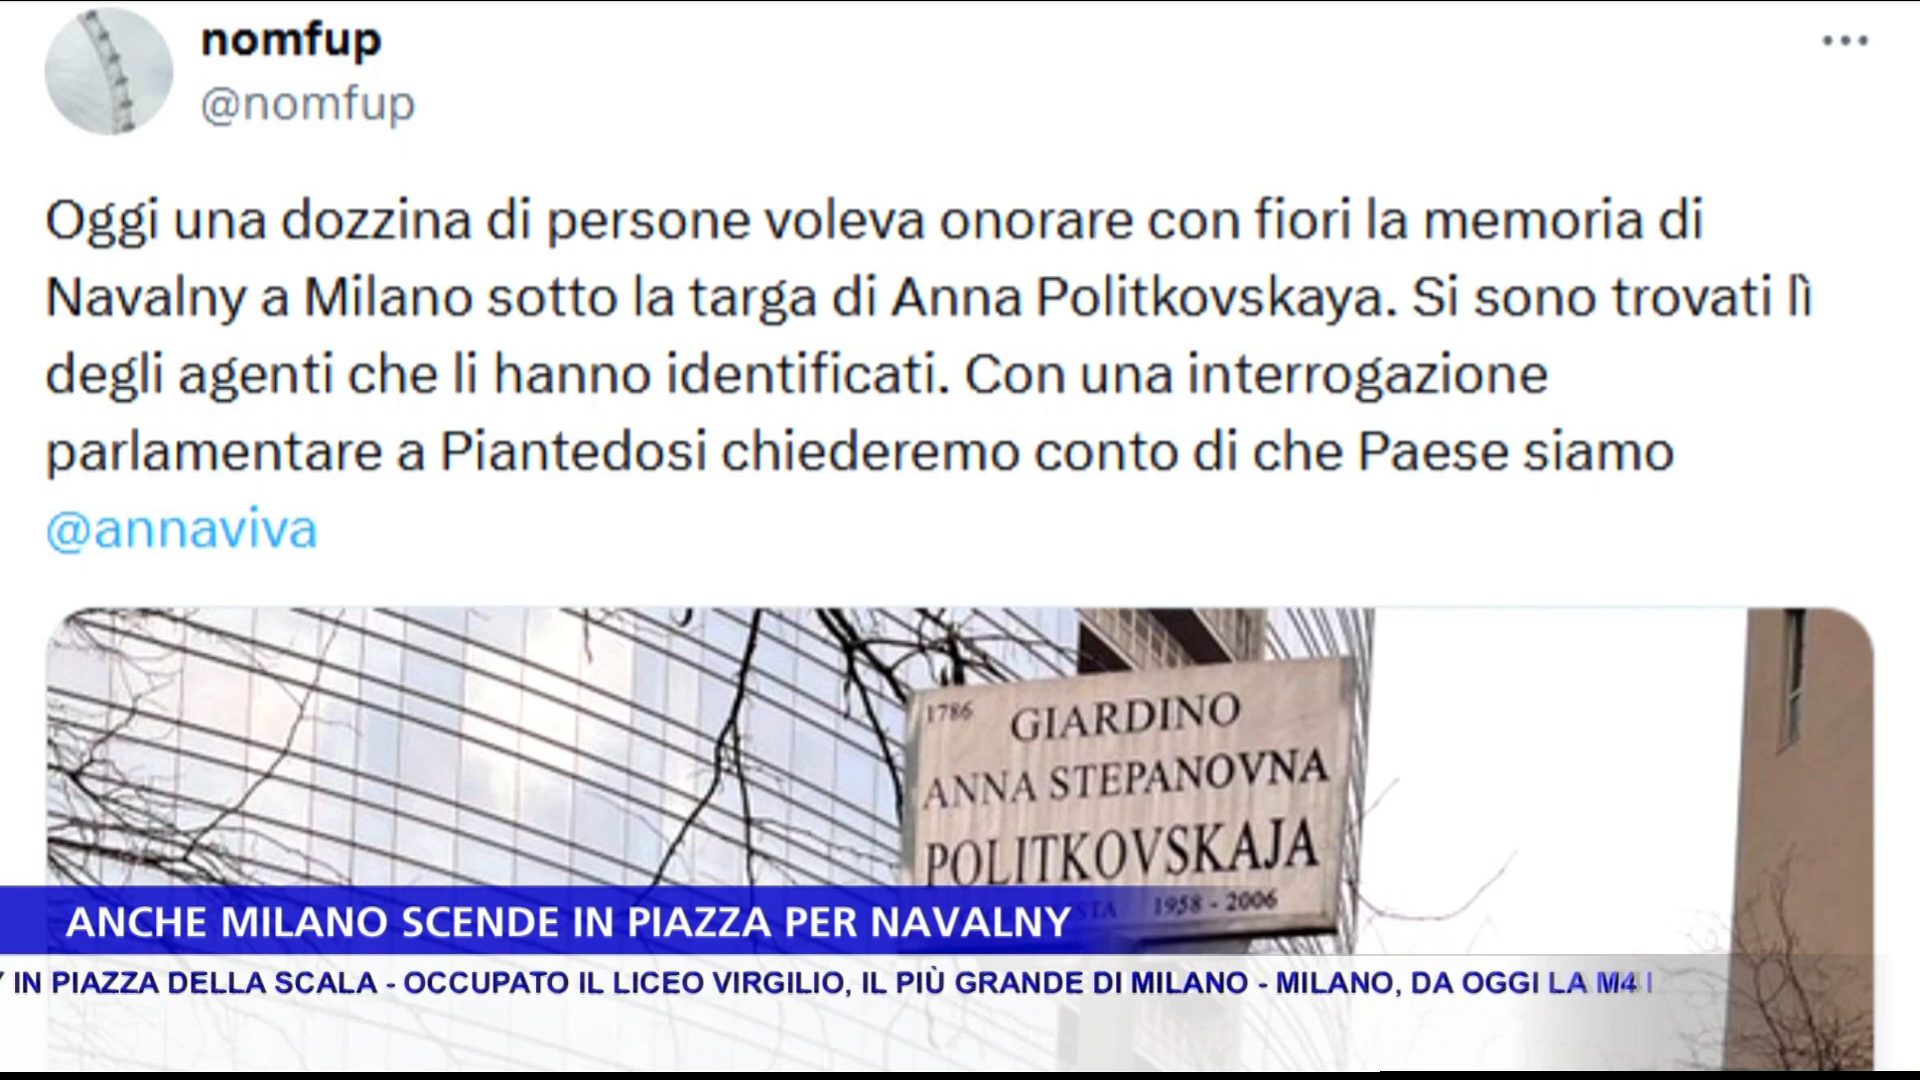 nomfup
@nomfup
Oggi una dozzina di persone voleva onorare con fiori la memoria di
Navalny a Milano sotto la targa di Anna Politkovskaya. Si sono trovati lì
degli agenti che li hanno identificati. Con una interrogazione
parlamentare a Piantedosi chiederemo conto di che Paese siamo
@annaviva
1786 GIARDINO
ANNA STEPANOVNA
POLITKOVSKAJA
1958 - 2006
ANCHE MILANO SCENDE IN PIAZZA PER NAVALNY
IN PIAZZA DELLA SCALA - OCCUPATO IL LICEO VIRGILIO, IL PIÙ GRANDE DI MILANO - MILANO, DA OGGI LA M4